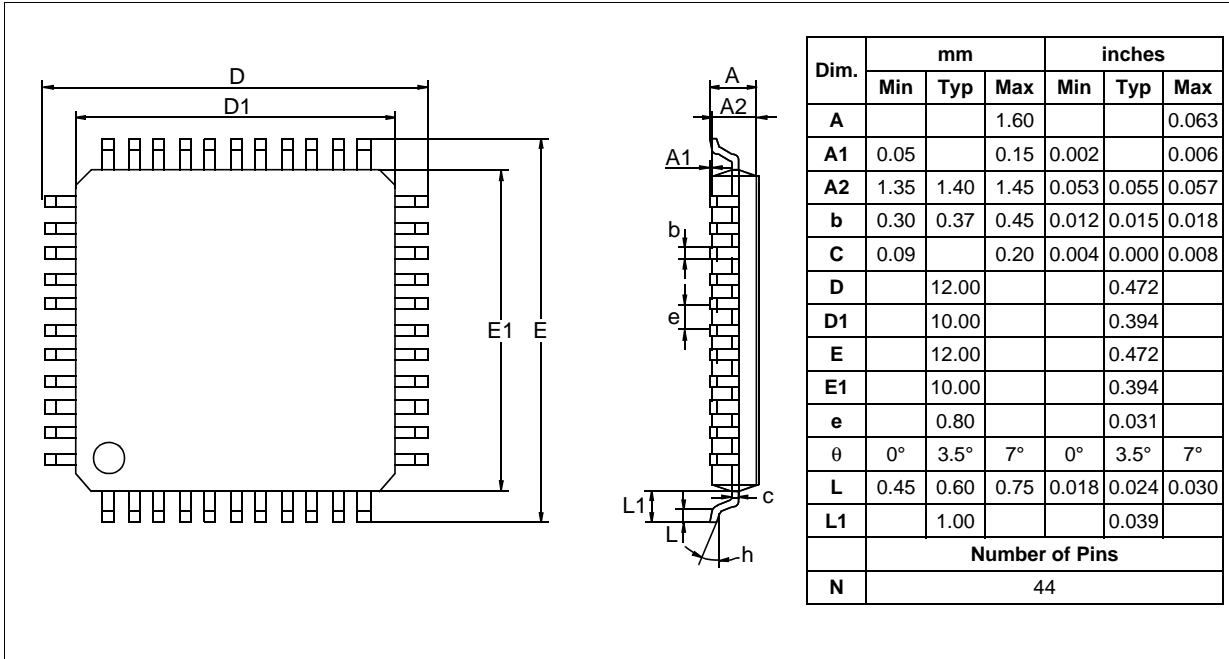 D
D1
E1
E
A
A2
A1
b
e
L1
L
c
h
Dim. mm inches
Min Typ Max Min Typ Max
A 1.60 0.063
A1 0.05 0.15 0.002 0.006
A2 1.35 1.40 1.45 0.053 0.055 0.057
b 0.30 0.37 0.45 0.012 0.015 0.018
C 0.09 0.20 0.004 0.000 0.008
D 12.00 0.472
D1 10.00 0.394
E 12.00 0.472
E1 10.00 0.394
e 0.80 0.031
θ 0° 3.5° 7° 0° 3.5° 7°
L 0.45 0.60 0.75 0.018 0.024 0.030
L1 1.00 0.039
Number of Pins
N 44